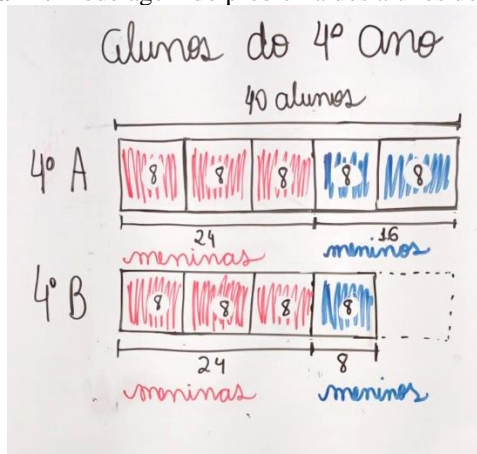 Alunos do 4º ano
40 alunos
4º A
8 8 8 8 8
24 16
meninas meninos
4º B
8 8 8 8
24 8
meninas meninos